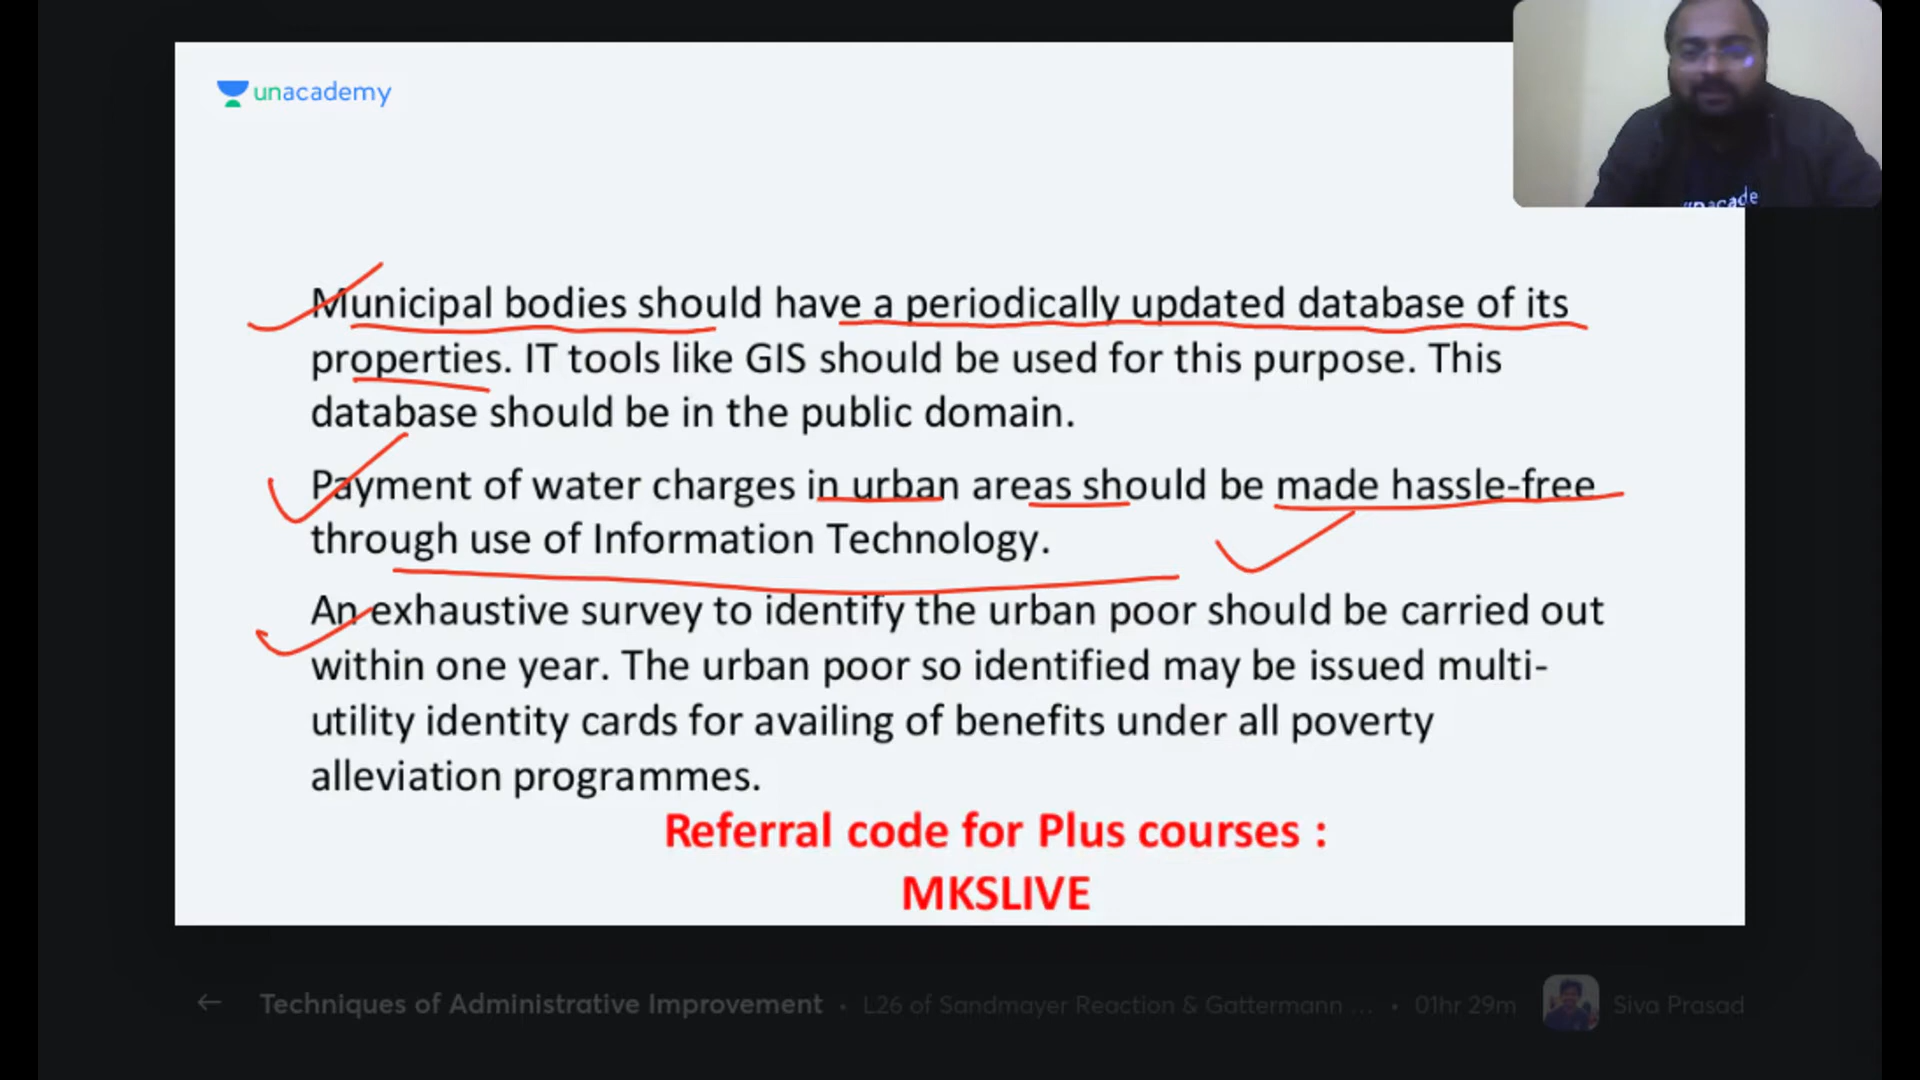 unacademy
Municipal bodies should have a periodically updated database of its
properties. IT tools like GIS should be used for this purpose. This
database should be in the public domain.
Payment of water charges in urban areas should be made hassle-free
through use of Information Technology.
An exhaustive survey to identify the urban poor should be carried out
within one year. The urban poor so identified may be issued multi-
utility identity cards for availing of benefits under all poverty
alleviation programmes.
Referral code for Plus courses :
MKSLIVE
Techniques of Administrative Improvement • L26 of Sandmayer Reaction & Gattermann ... • 01hr 29m Siva Prasad